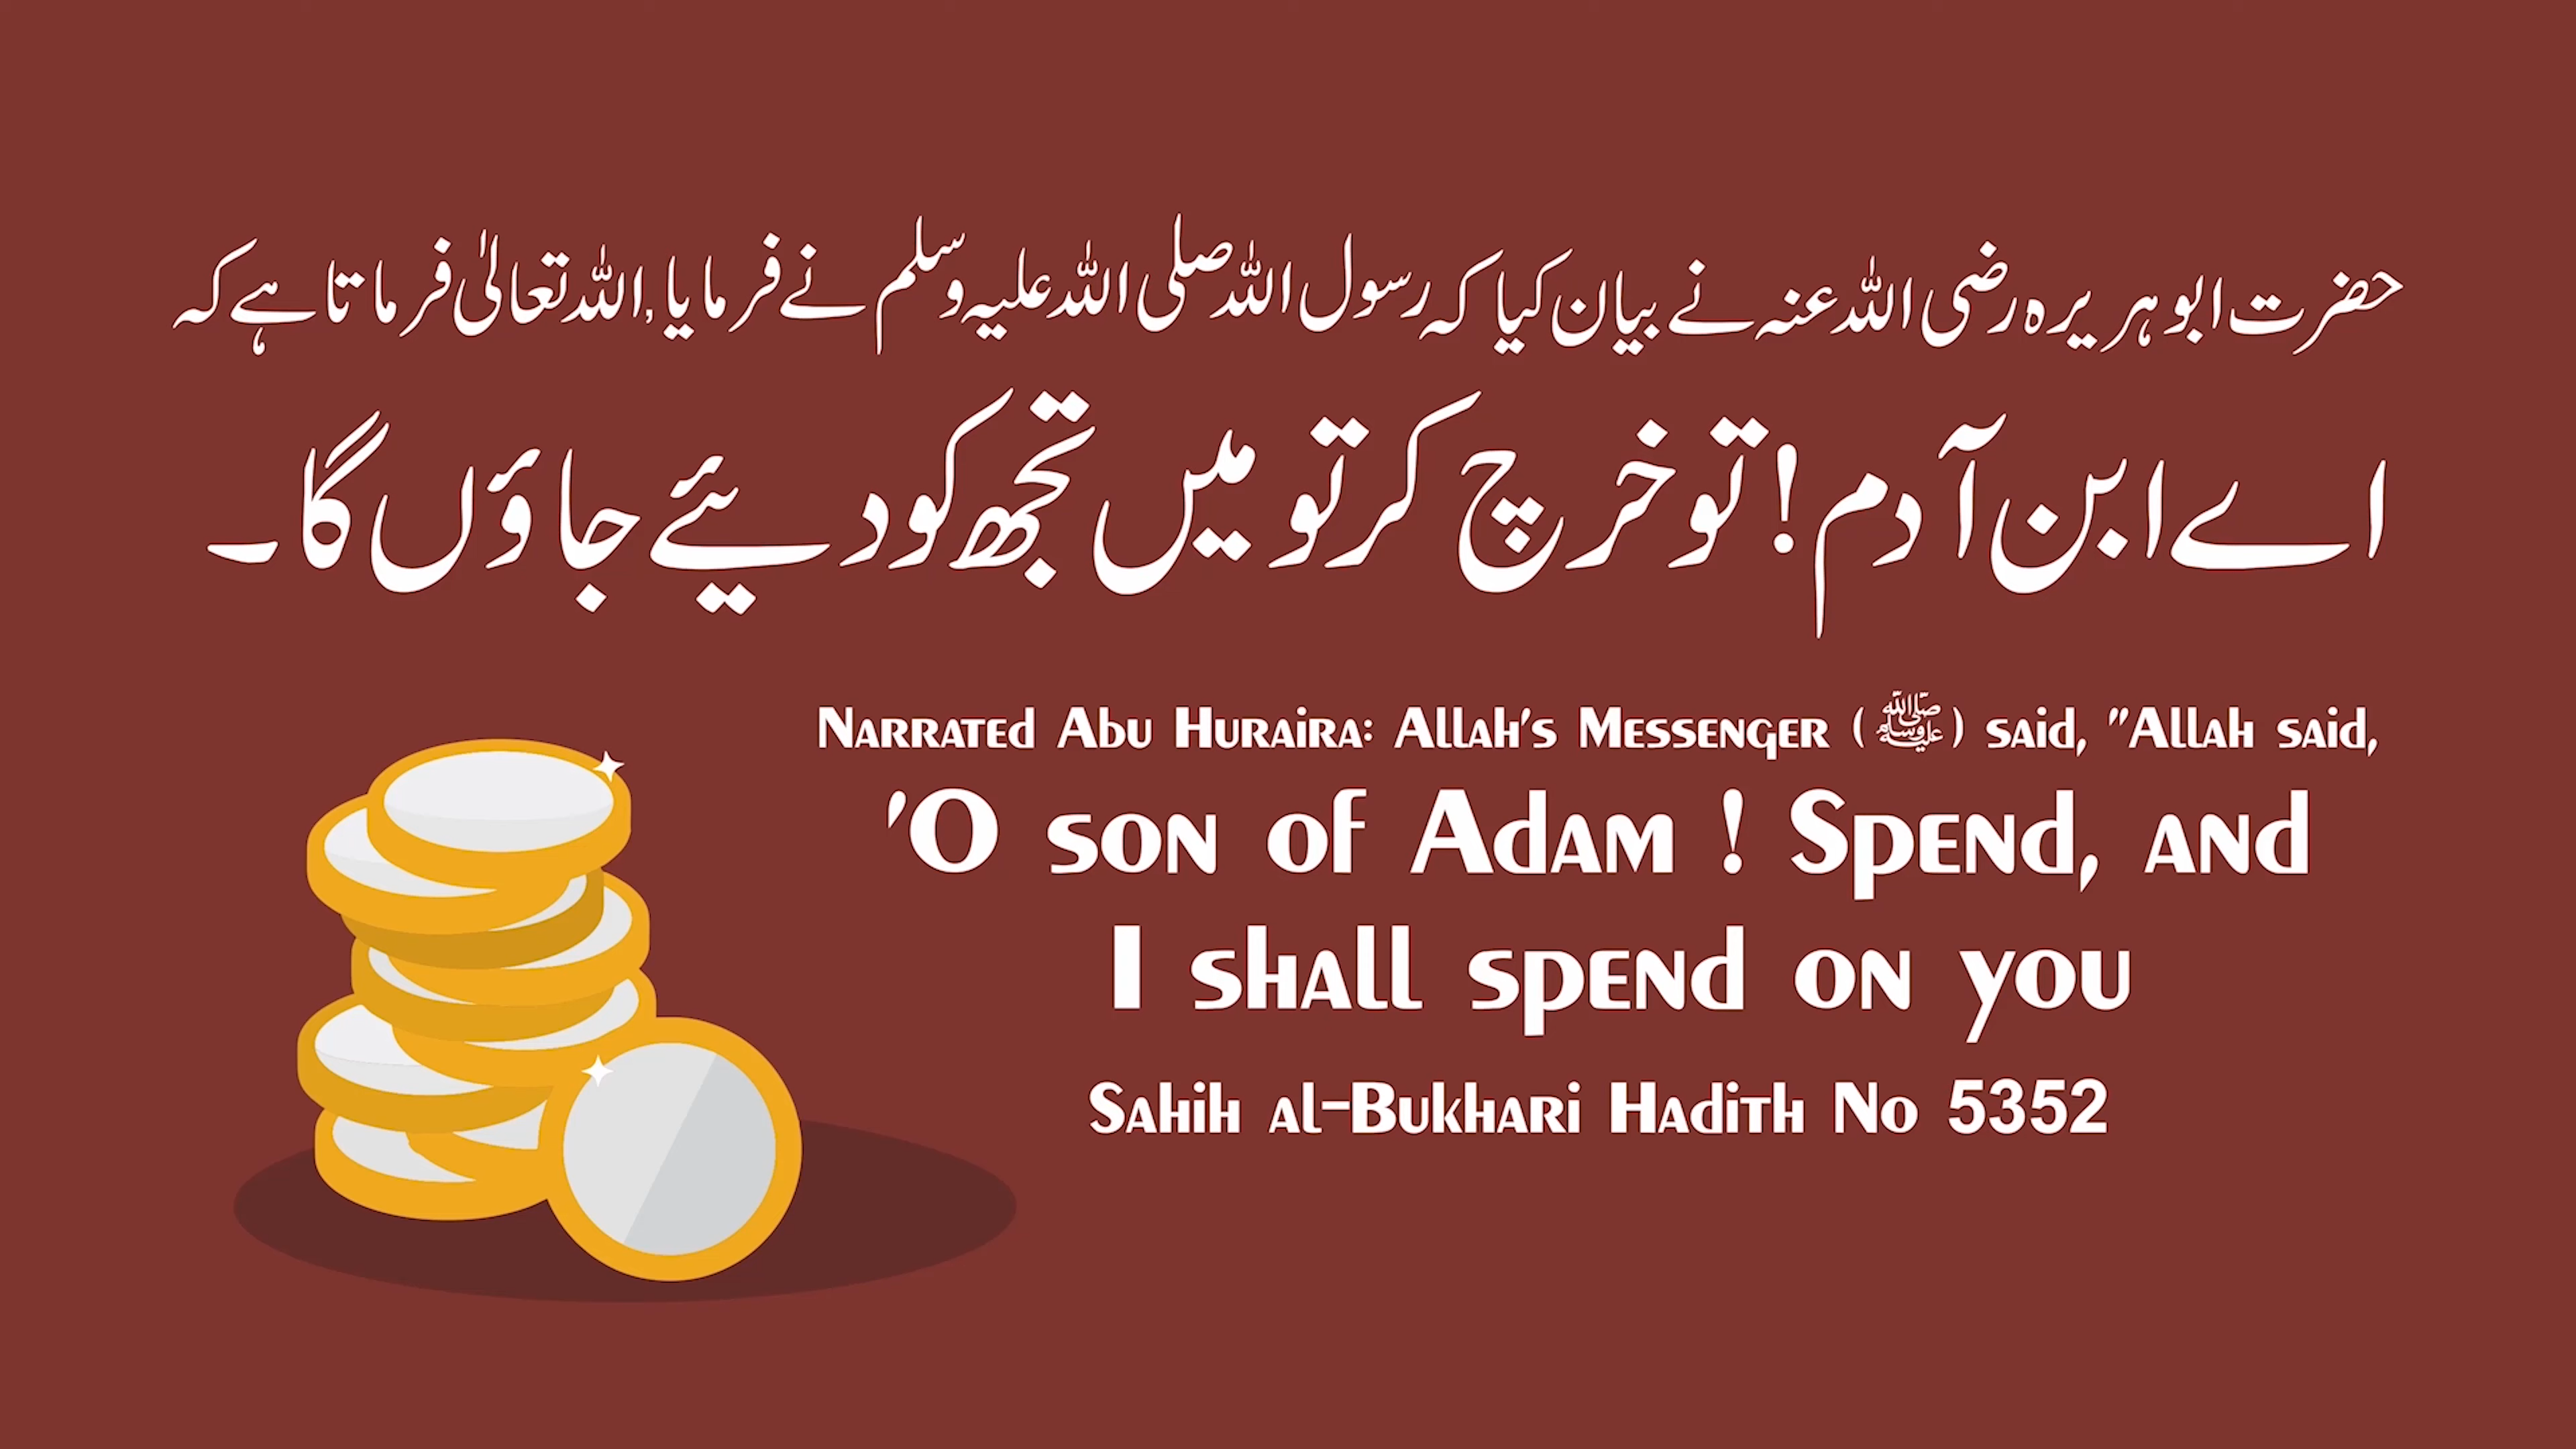 حضرت ابو ہریرہ رضی اللہ عنہ نے بیان کیا کہ رسول اللہ صلی اللہ علیہ وسلم نے فرمایا, اللہ تعالیٰ فرماتا ہے کہ
اے ابن آدم! تو خرچ کر تو میں تجھ کو دیئے جاؤں گا۔
Narrated Abu Huraira: Allah's Messenger (ﷺ) said, "Allah said,
'O son of Adam ! Spend, and
I shall spend on you
Sahih al-Bukhari Hadith No 5352